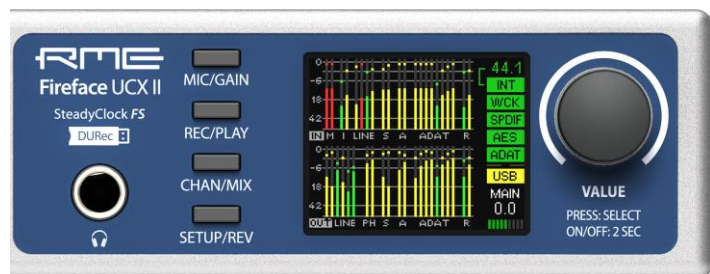 RME
Fireface UCX II
SteadyClock FS
DURec
MIC/GAIN
REC/PLAY
CHAN/MIX
SETUP/REV
0
-6
18
42
IN M I LINE S A ADAT R
0
-6
18
42
OUT LINE PH S A ADAT R
44.1
INT
WCK
SPDIF
AES
ADAT
USB
MAIN
0.0
VALUE
PRESS: SELECT
ON/OFF: 2 SEC